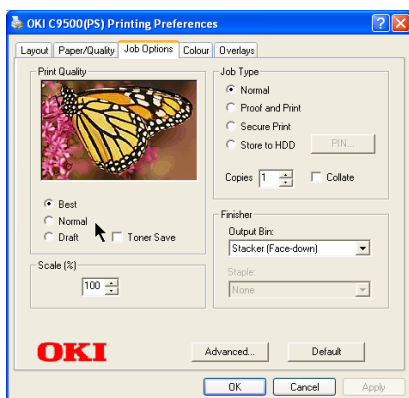 OKI C9500(PS) Printing Preferences
Layout Paper/Quality Job Options Colour Overlays
Print Quality
Best
Normal
Draft Toner Save
Scale (%)
100
Job Type
Normal
Proof and Print
Secure Print
Store to HDD PIN...
Copies 1 Collate
Finisher
Output Bin:
Stacker (Face-down)
Staple:
None
OKI
Advanced... Default
OK Cancel Apply